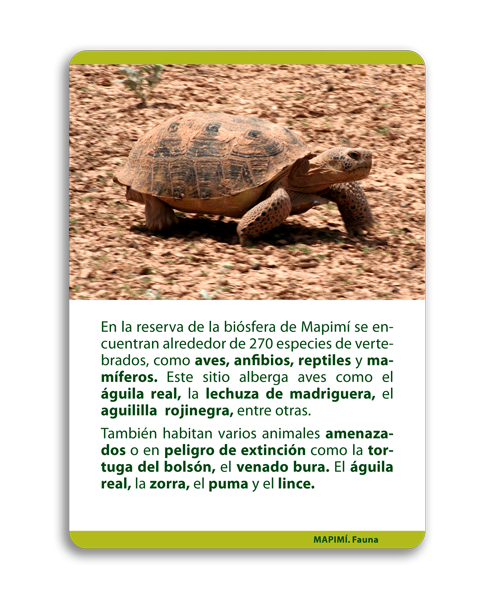 En la reserva de la biósfera de Mapimí se en-
cuentran alrededor de 270 especies de verte-
brados, como aves, anfibios, reptiles y ma-
míferos. Este sitio alberga aves como el
águila real, la lechuza de madriguera, el
aguililla rojinegra, entre otras.
También habitan varios animales amenaza-
dos o en peligro de extinción como la tor-
tuga del bolsón, el venado bura. El águila
real, la zorra, el puma y el lince.
MAPIMÍ. Fauna